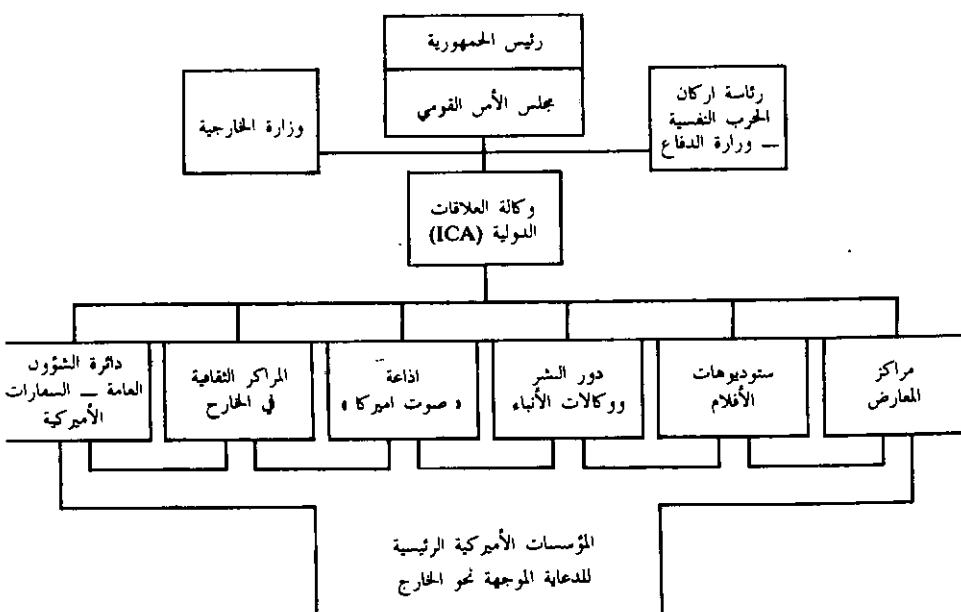 رئيس الجمهورية
مجلس الأمن القومي
رئاسة اركان
الحرب النفسية
— وزارة الدفاع
وزارة الخارجية
وكالة العلاقات
الدولية (ICA)
مراكز
المعارض
ستوديوهات
الأفلام
دور النشر
ووكالات الأنباء
اذاعة
« صوت اميركا »
المراكز الثقافية
في الخارج
دائرة الشؤون
العامة — السفارات
الأميركية
المؤسسات الأميركية الرئيسية
للدعاية الموجهة نحو الخارج